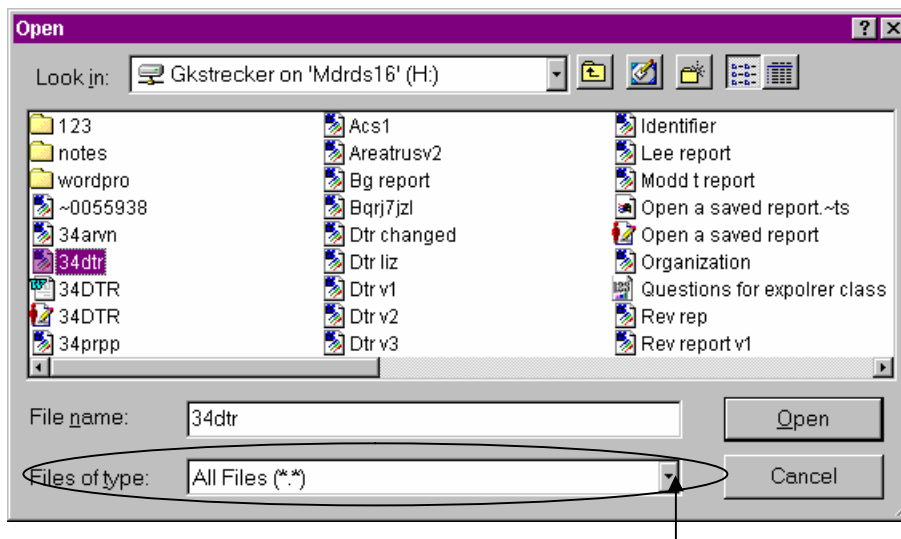 Open
Look in: Gkstrecker on 'Mdrds16' (H:)
123
notes
wordpro
~0055938
34arvn
34dtr
34DTR
34DTR
34prpp
Acs1
Areatrusv2
Bg report
Bqrj7jzl
Dtr changed
Dtr liz
Dtr v1
Dtr v2
Dtr v3
Identifier
Lee report
Modd t report
Open a saved report.~ts
Open a saved report
Organization
Questions for expolrer class
Rev rep
Rev report v1
File name: 34dtr Open
Files of type: All Files (*.*) Cancel